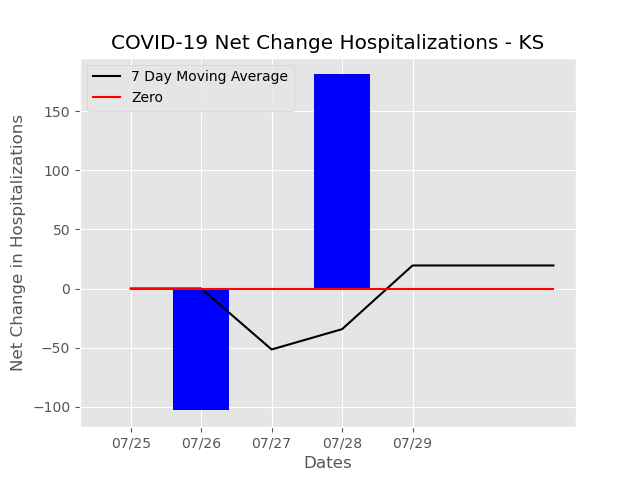 COVID-19 Net Change Hospitalizations - KS
7 Day Moving Average
Zero
Net Change in Hospitalizations
150
100
50
0
−50
−100
07/25 07/26 07/27 07/28 07/29
Dates